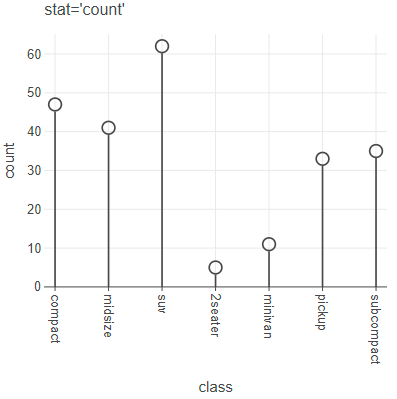 stat='count'
60
50
40
30
20
10
0
count
compact
midsize
suv
2seater
minivan
pickup
subcompact
class